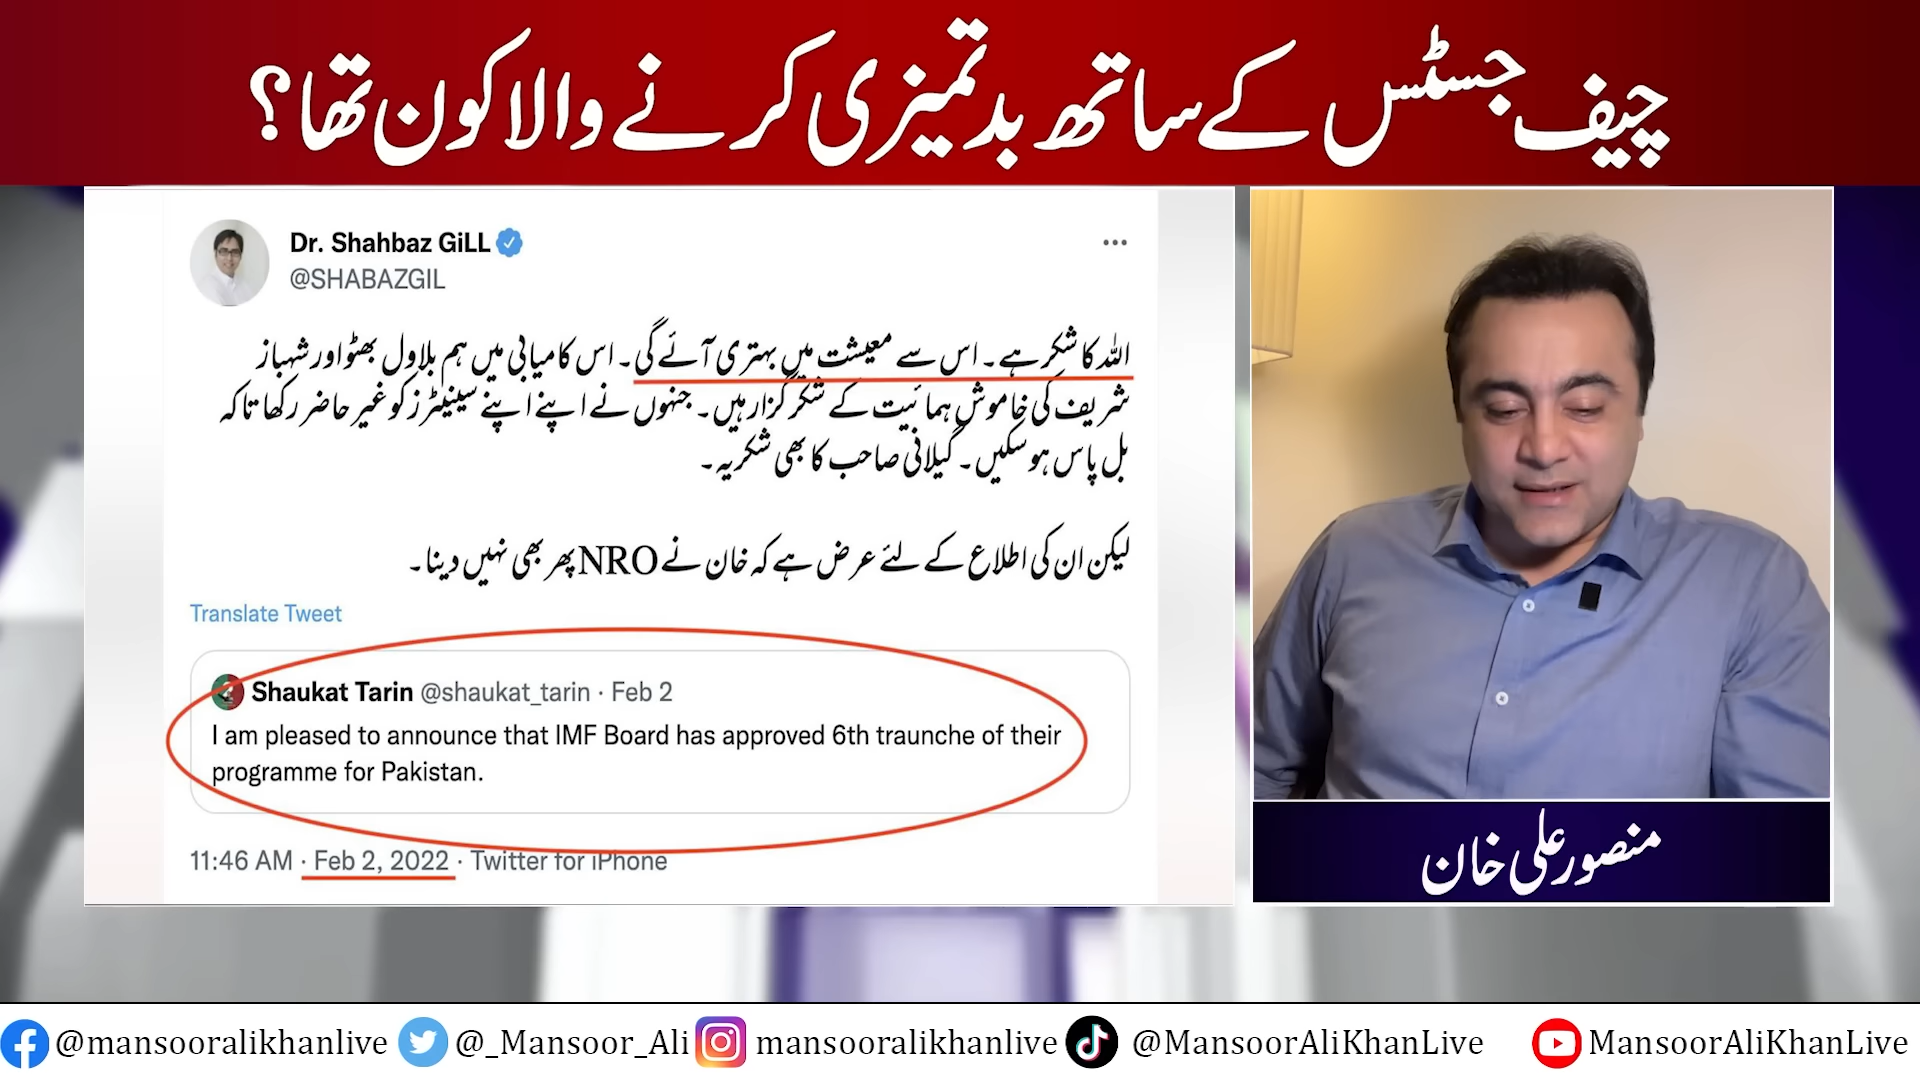 چیف جسٹس کے ساتھ بدتمیزی کرنے والا کون تھا؟
Dr. Shahbaz GiLL
@SHABAZGIL
اللہ کا شکر ہے۔ اس سے معیشت میں بہتری آئے گی۔ اس کامیابی میں ہم بلاول بھٹو اور شہباز
شریف کی خاموش ہمائیت کے شکر گزار ہیں۔ جنہوں نے اپنے اپنے سینیٹرز کو غیر حاضر رکھا تاکہ
بل پاس ہو سکیں۔ گیلانی صاحب کا بھی شکریہ۔
لیکن ان کی اطلاع کے لئے عرض ہے کہ خان نے NRO پھر بھی نہیں دینا۔
Translate Tweet
Shaukat Tarin @shaukat_tarin · Feb 2
I am pleased to announce that IMF Board has approved 6th traunche of their
programme for Pakistan.
11:46 AM · Feb 2, 2022 · Twitter for iPhone
منصور علی خان
@mansooralikhanlive @_Mansoor_Ali mansooralikhanlive @MansoorAliKhanLive MansoorAliKhanLive